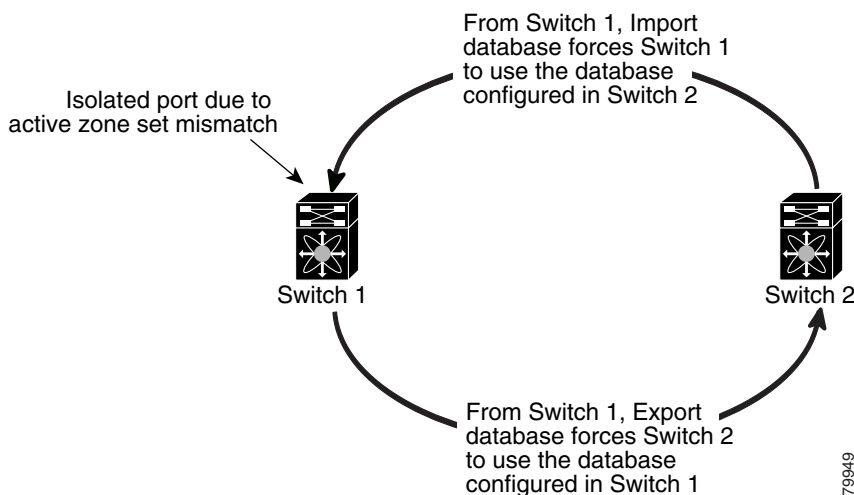 From Switch 1, Import
database forces Switch 1
to use the database
configured in Switch 2
Isolated port due to
active zone set mismatch
Switch 1
Switch 2
From Switch 1, Export
database forces Switch 2
to use the database
configured in Switch 1
79949